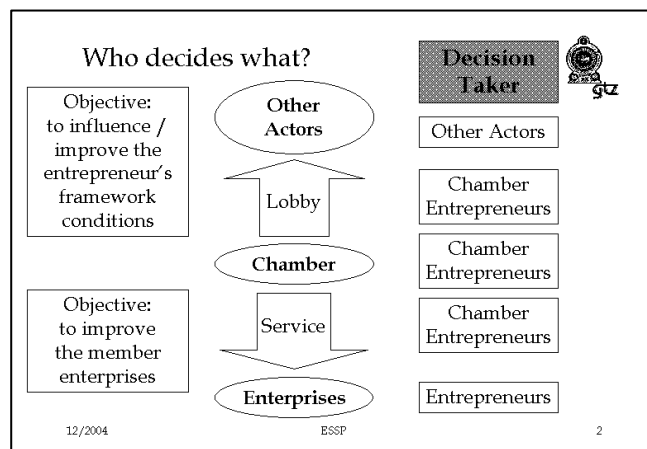 Who decides what?
Decision
Taker
gtz
Objective:
to influence /
improve the
entrepreneur's
framework
conditions
Other
Actors
Other Actors
Lobby
Chamber
Entrepreneurs
Chamber
Chamber
Entrepreneurs
Objective:
to improve
the member
enterprises
Service
Chamber
Entrepreneurs
Enterprises
Entrepreneurs
12/2004
ESSP
2